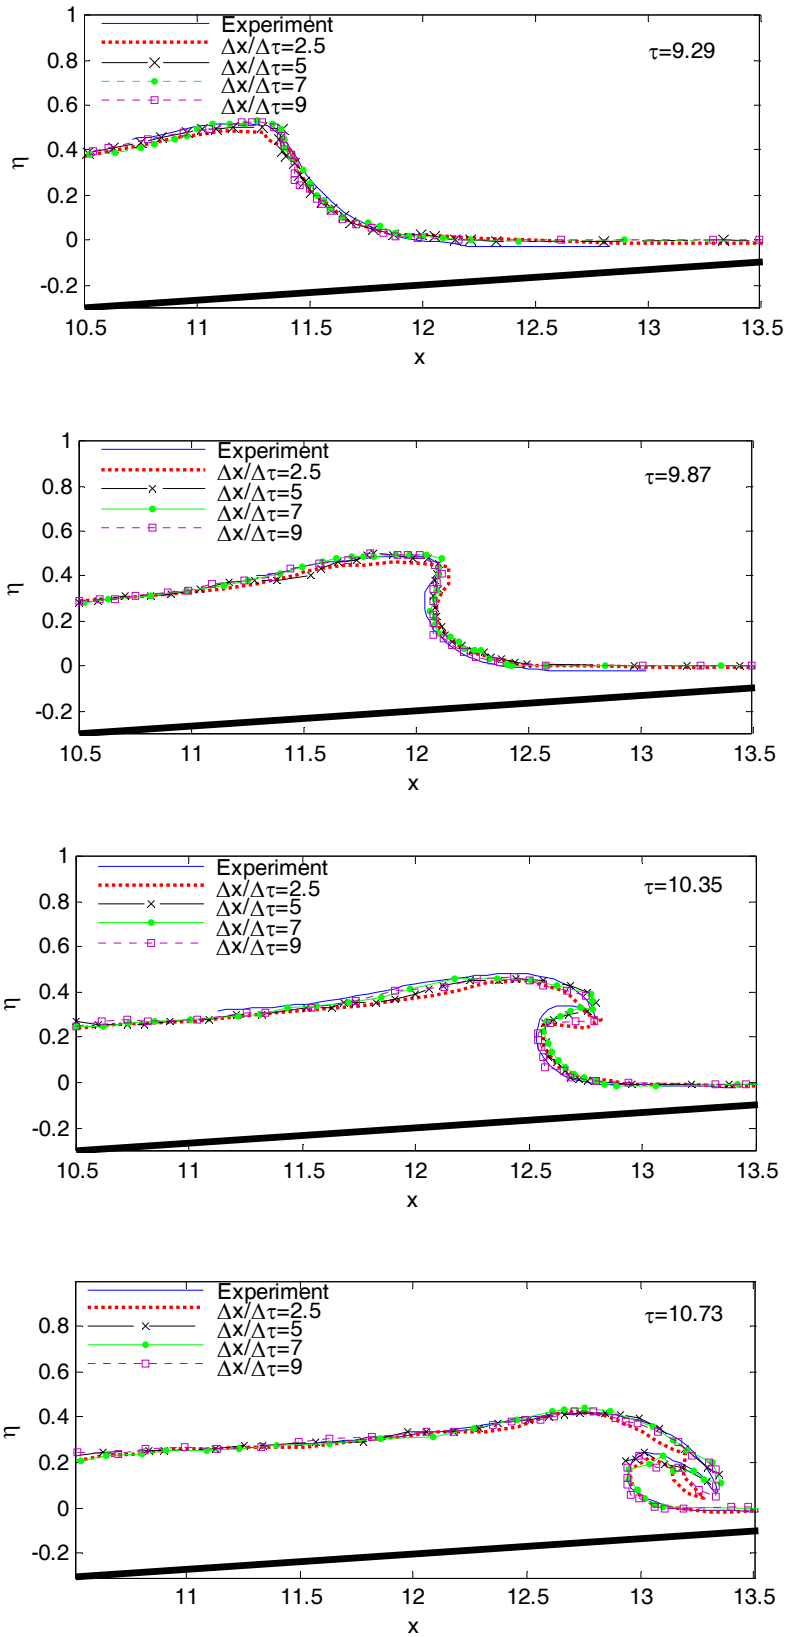 1
Experiment
Δx/Δτ=2.5
0.8
τ=9.29
Δx/Δτ=5
Δx/Δτ=7
0.6
Δx/Δτ=9
0.4
η
0.2
0
-0.2
10.5 11 11.5 12 12.5 13 13.5
x
1
Experiment
Δx/Δτ=2.5
0.8
τ=9.87
Δx/Δτ=5
Δx/Δτ=7
0.6
Δx/Δτ=9
0.4
η
0.2
0
-0.2
10.5 11 11.5 12 12.5 13 13.5
x
1
Experiment
Δx/Δτ=2.5
0.8
τ=10.35
Δx/Δτ=5
Δx/Δτ=7
0.6
Δx/Δτ=9
0.4
η
0.2
0
-0.2
10.5 11 11.5 12 12.5 13 13.5
x
Experiment
Δx/Δτ=2.5
0.8
τ=10.73
Δx/Δτ=5
Δx/Δτ=7
0.6
Δx/Δτ=9
0.4
η
0.2
0
-0.2
11 11.5 12 12.5 13 13.5
x